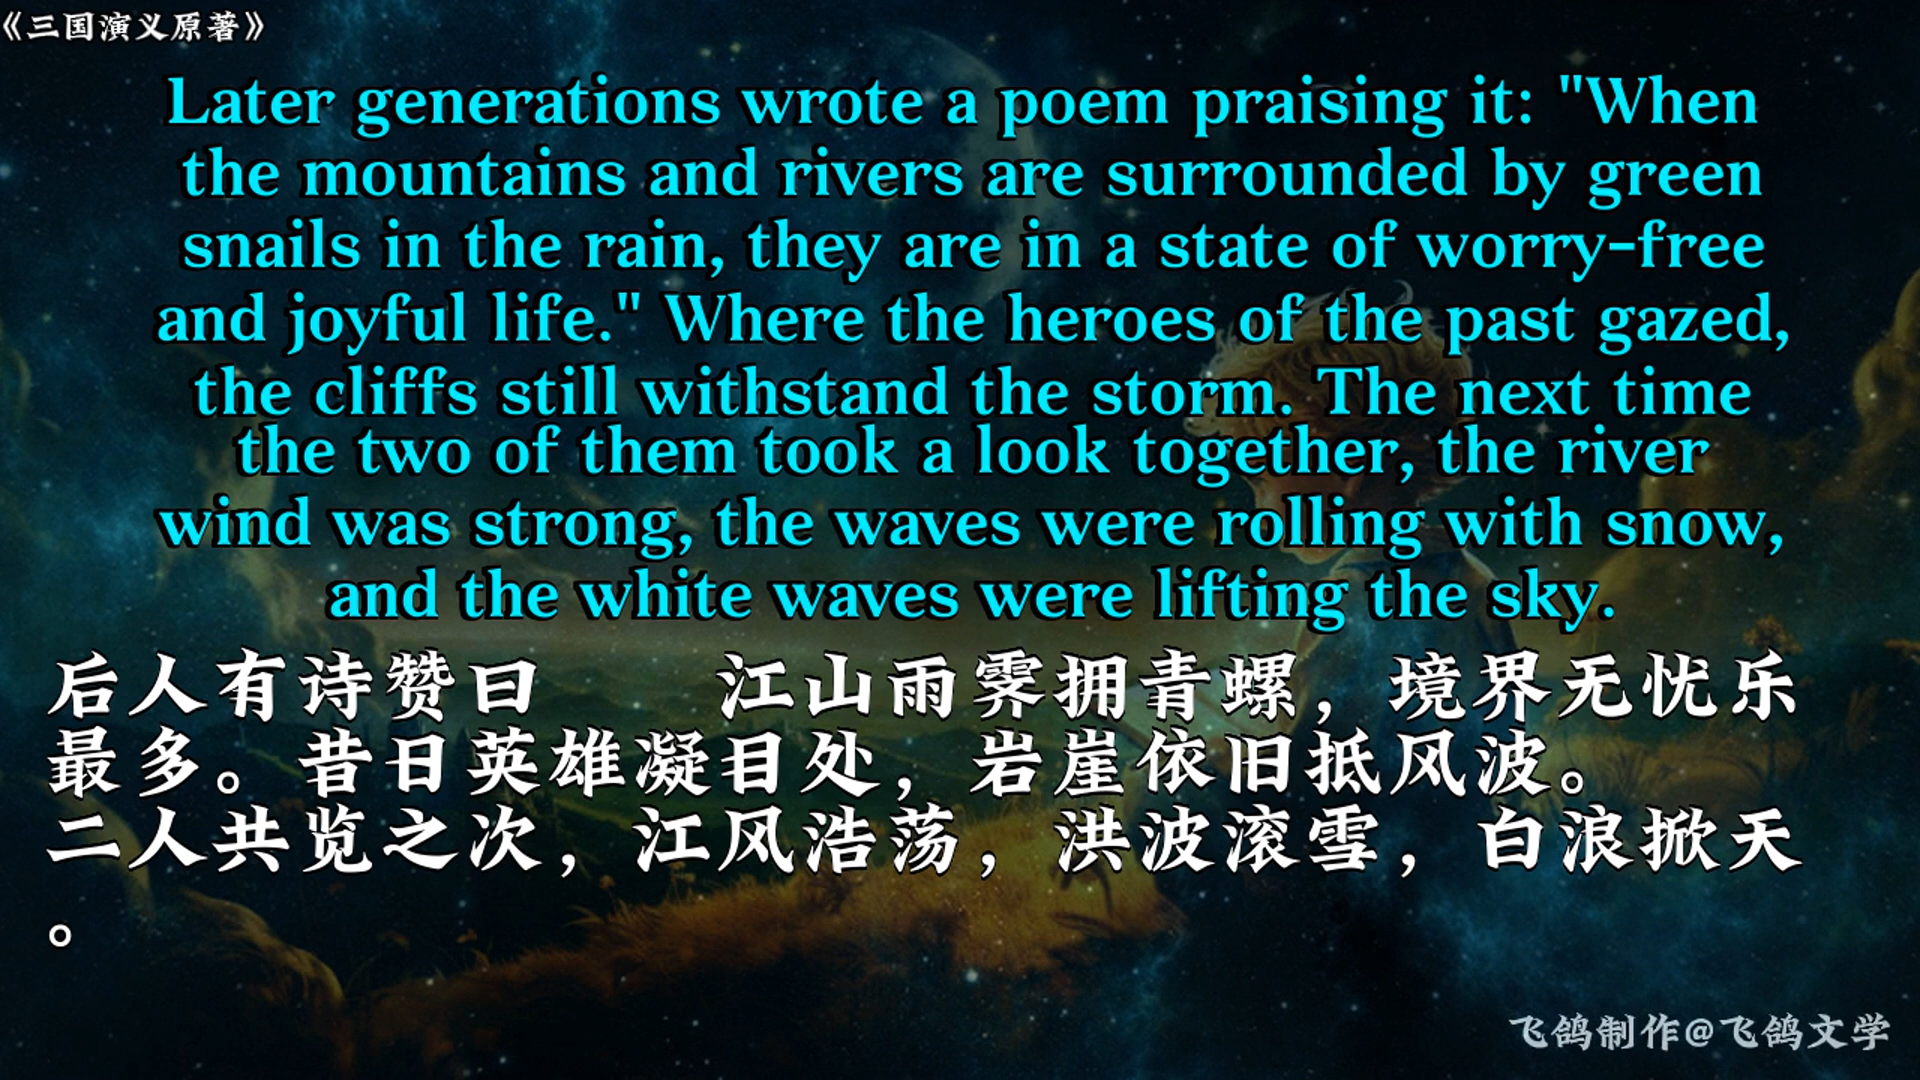 《三国演义原著》
Later generations wrote a poem praising it: "When
the mountains and rivers are surrounded by green
snails in the rain, they are in a state of worry-free
and joyful life." Where the heroes of the past gazed,
the cliffs still withstand the storm. The next time
the two of them took a look together, the river
wind was strong, the waves were rolling with snow,
and the white waves were lifting the sky.
后人有诗赞曰  江山雨霁拥青螺，境界无忧乐
最多。昔日英雄凝目处，岩崖依旧抵风波。
二人共览之次，江风浩荡，洪波滚雪，白浪掀天
。
飞鸽制作@飞鸽文学